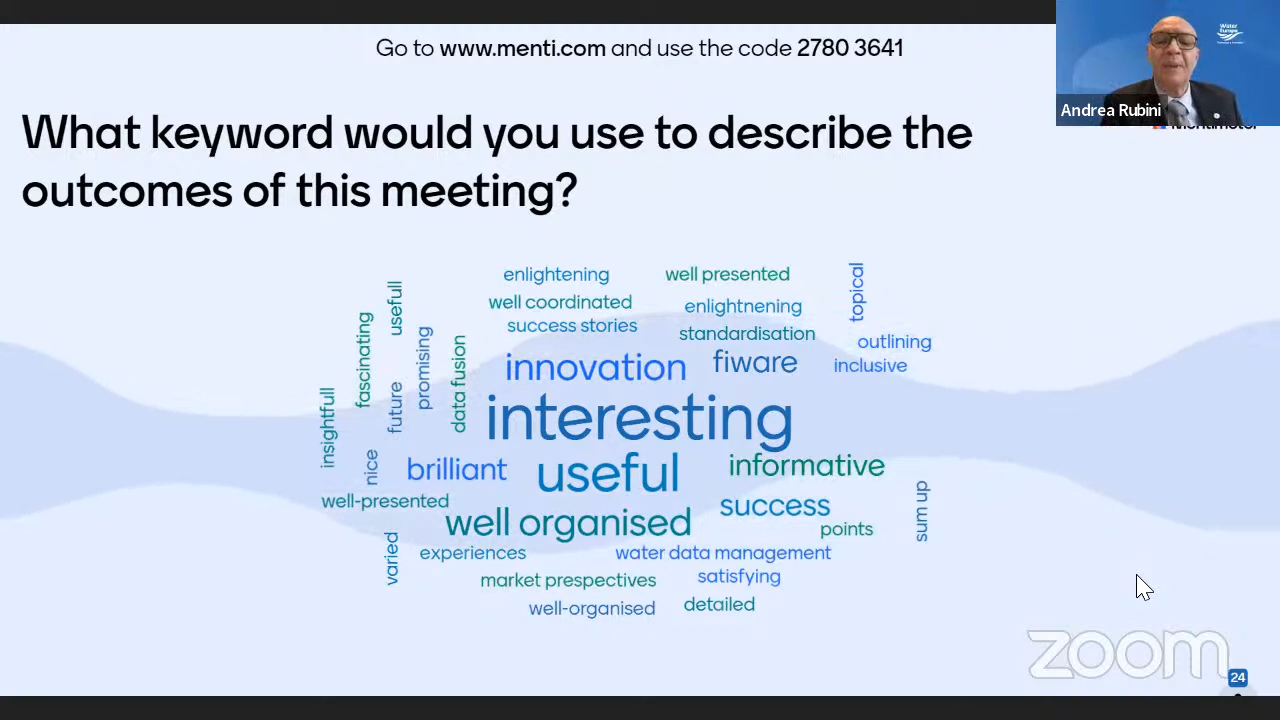 Go to www.menti.com and use the code 2780 3641
Water
Europe
Andrea Rubini
Mentimeter
What keyword would you use to describe the
outcomes of this meeting?
enlightening
well presented
topical
usefull
well coordinated
enlightnening
fascinating
success stories
promising
standardisation
data fusion
outlining
innovation
fiware
inclusive
future
insightfull
interesting
nice
brilliant
useful
informative
well-presented
success
sum up
well organised
points
varied
experiences
water data management
market prespectives
satisfying
well-organised
detailed
zoom
24